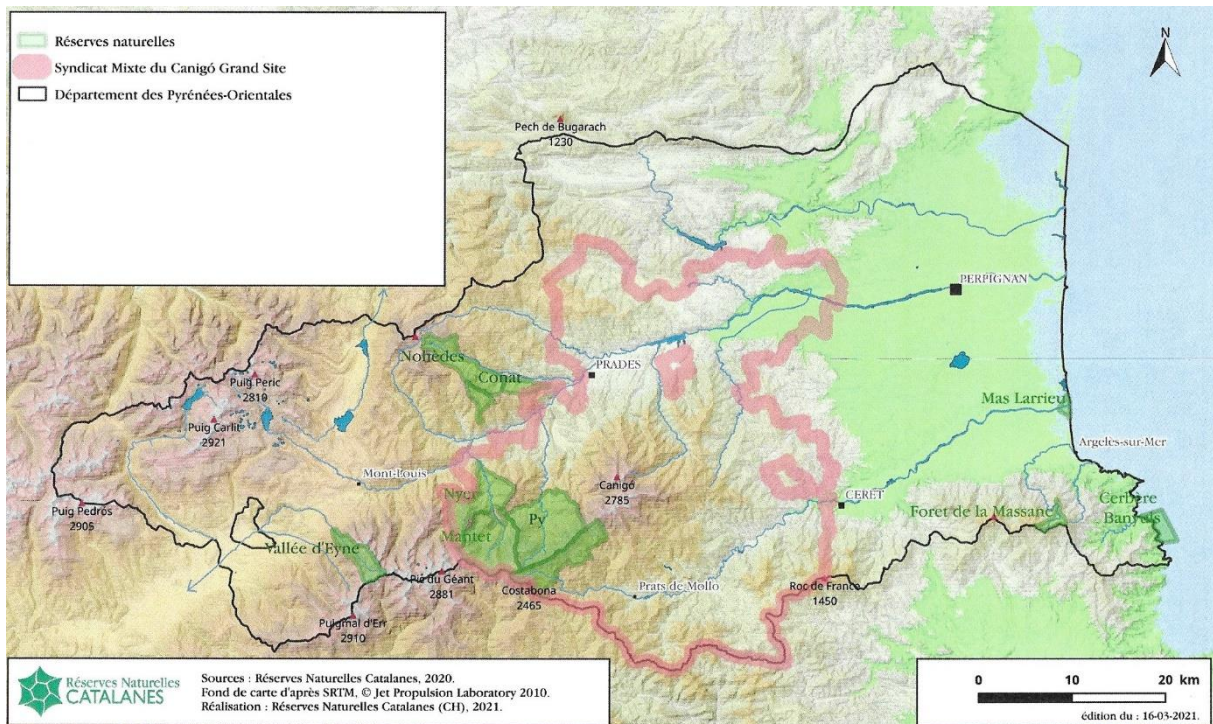 Réserves naturelles
Syndicat Mixte du Canigó Grand Site
Département des Pyrénées-Orientales
N
Pech de Bugarach
1230
PERPIGNAN
Nohèdes
Conat
PRADES
Puig Peric
2810
Puig Carlit
2921
Mas Larrieu
Argelès-sur-Mer
Mont-Louis
Canigó
2785
Nyer
CERET
Puig Pedrós
2905
Py
Mantet
Foret de la Massane
Cerbère
Banyuls
Vallée d'Eyne
Pic du Géant
2881
Costabona
2465
Prats de Mollo
Roc de France
1450
Puigmal d'Err
2910
Réserves Naturelles
CATALANES
Sources : Réserves Naturelles Catalanes, 2020.
Fond de carte d'après SRTM, © Jet Propulsion Laboratory 2010.
Réalisation : Réserves Naturelles Catalanes (CH), 2021.
0 10 20 km
édition du : 16-03-2021.